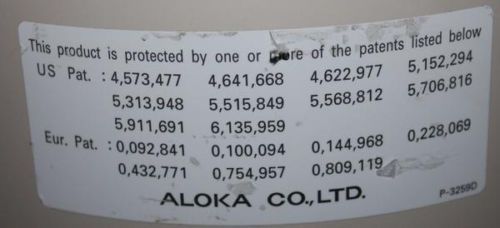 This product is protected by one or more of the patents listed below
US Pat. : 4,573,477 4,641,668 4,622,977 5,152,294
5,313,948 5,515,849 5,568,812 5,706,816
5,911,691 6,135,959
Eur. Pat. : 0,092,841 0,100,094 0,144,968 0,228,069
0,432,771 0,754,957 0,809,119
ALOKA CO.,LTD.
P-3259D